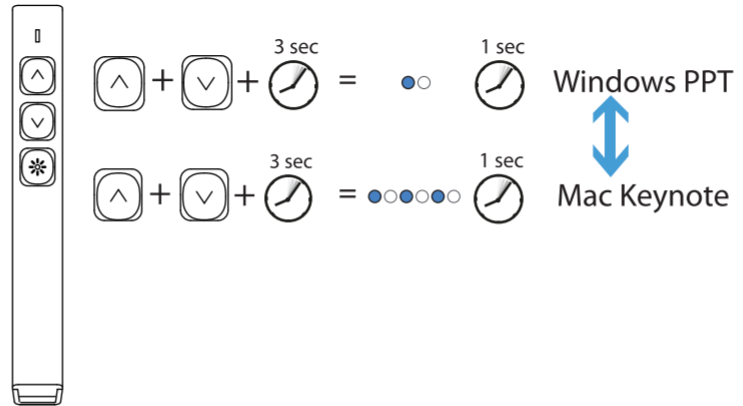 3 sec 1 sec
+ + = Windows PPT
3 sec 1 sec
+ + = Mac Keynote